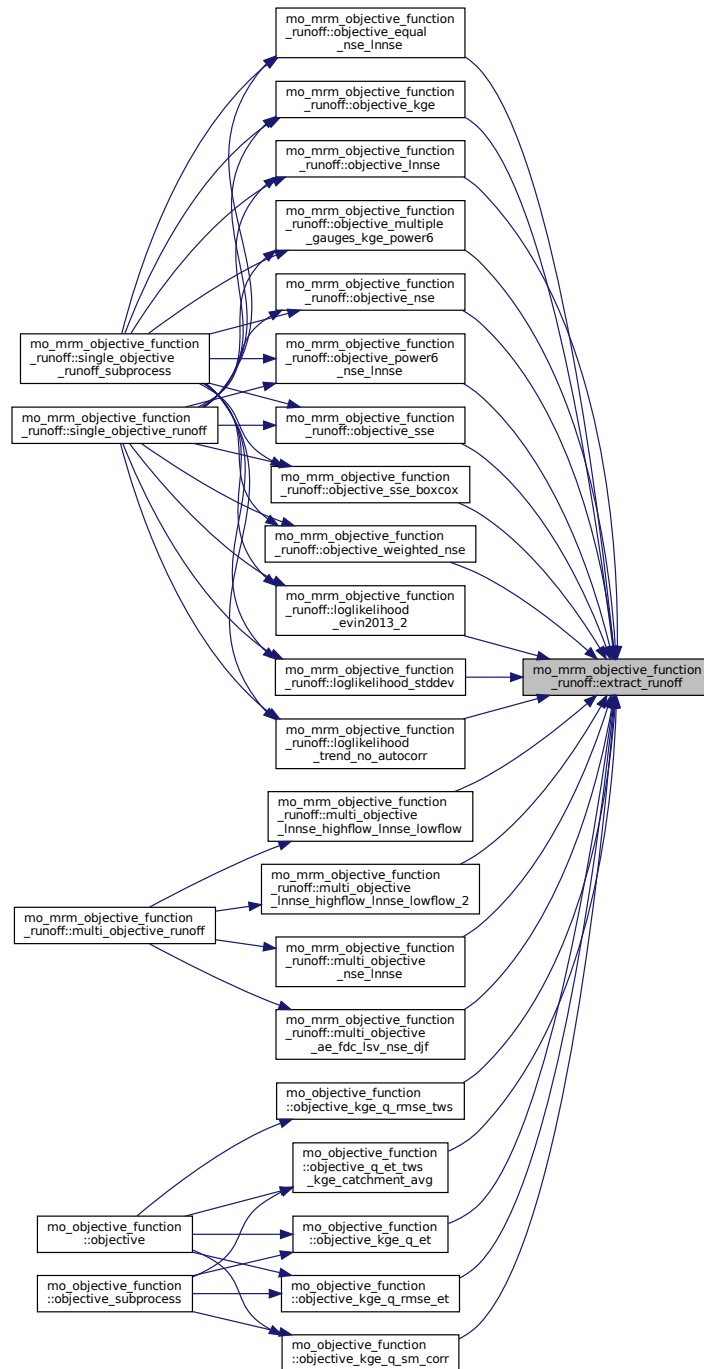 mo_mrm_objective_function
_runoff::objective_equal
_nse_lnnse
mo_mrm_objective_function
_runoff::objective_kge
mo_mrm_objective_function
_runoff::objective_lnnse
mo_mrm_objective_function
_runoff::objective_multiple
_gauges_kge_power6
mo_mrm_objective_function
_runoff::objective_nse
mo_mrm_objective_function
_runoff::single_objective
_runoff_subprocess
mo_mrm_objective_function
_runoff::objective_power6
_nse_lnnse
mo_mrm_objective_function
_runoff::single_objective_runoff
mo_mrm_objective_function
_runoff::objective_sse
mo_mrm_objective_function
_runoff::objective_sse_boxcox
mo_mrm_objective_function
_runoff::objective_weighted_nse
mo_mrm_objective_function
_runoff::loglikelihood
_evin2013_2
mo_mrm_objective_function
_runoff::loglikelihood_stddev
mo_mrm_objective_function
_runoff::extract_runoff
mo_mrm_objective_function
_runoff::loglikelihood
_trend_no_autocorr
mo_mrm_objective_function
_runoff::multi_objective
_lnnse_highflow_lnnse_lowflow
mo_mrm_objective_function
_runoff::multi_objective
_lnnse_highflow_lnnse_lowflow_2
mo_mrm_objective_function
_runoff::multi_objective_runoff
mo_mrm_objective_function
_runoff::multi_objective
_nse_lnnse
mo_mrm_objective_function
_runoff::multi_objective
_ae_fdc_lsv_nse_djf
mo_objective_function
::objective_kge_q_rmse_tws
mo_objective_function
::objective_q_et_tws
_kge_catchment_avg
mo_objective_function
::objective
mo_objective_function
::objective_kge_q_et
mo_objective_function
::objective_subprocess
mo_objective_function
::objective_kge_q_rmse_et
mo_objective_function
::objective_kge_q_sm_corr